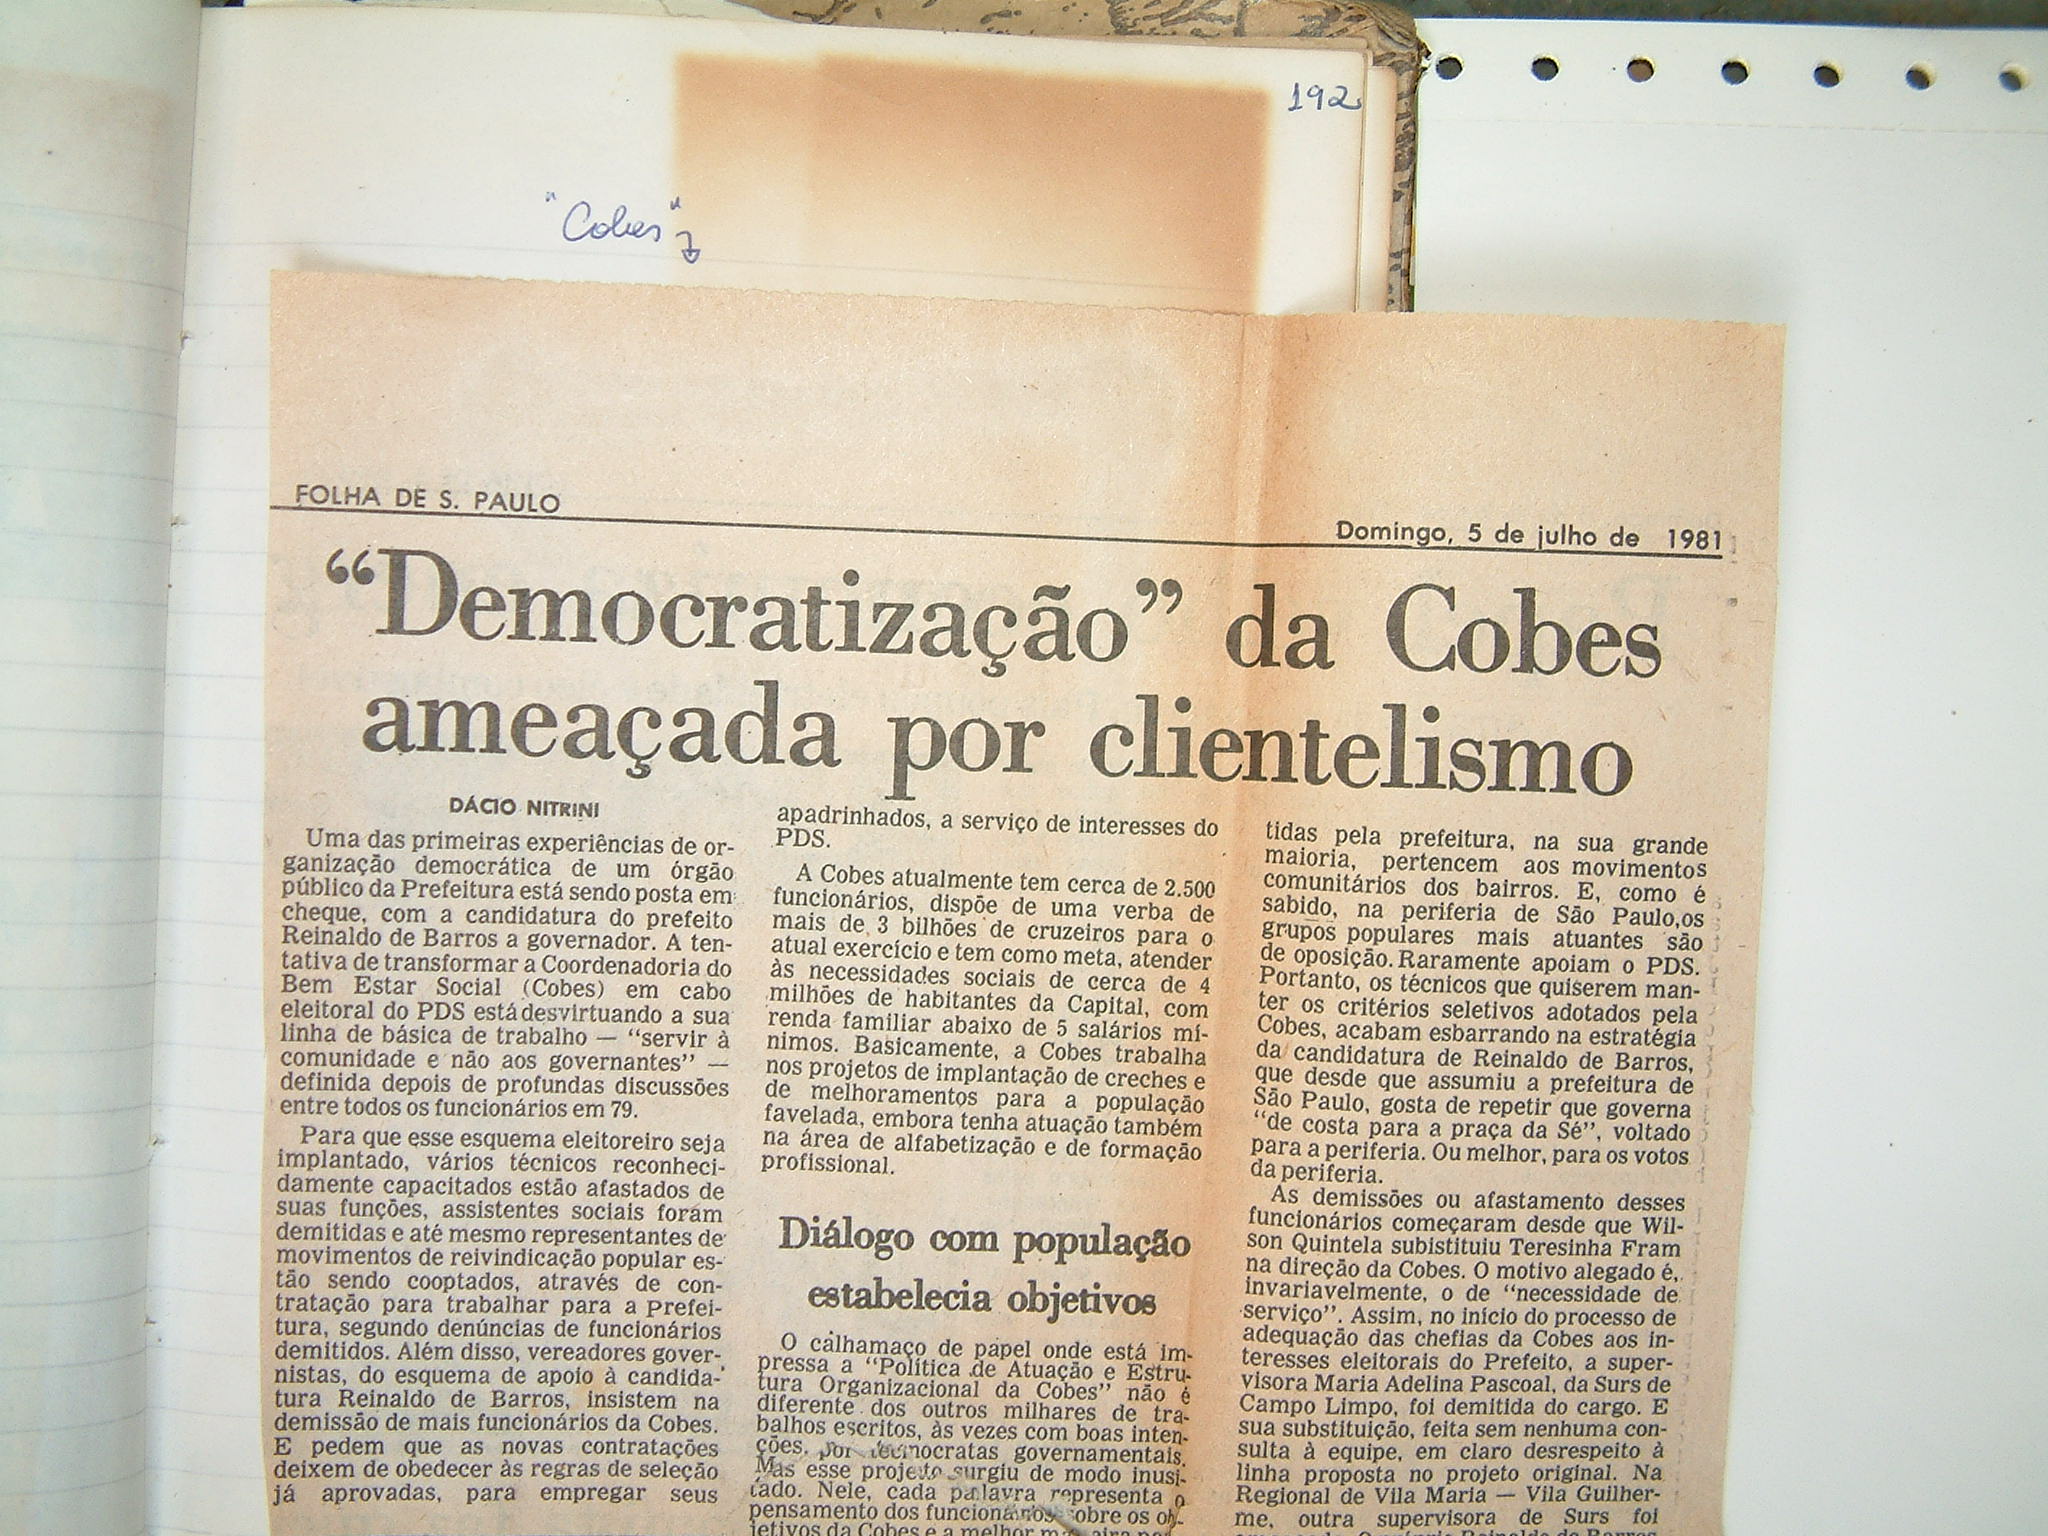 192
"Cobes"
FOLHA DE S. PAULO
Domingo, 5 de julho de 1981
“Democratização” da Cobes
ameaçada por clientelismo
DÁCIO NITRINI
Uma das primeiras experiências de or-
ganização democrática de um órgão
público da Prefeitura está sendo posta em
cheque, com a candidatura do prefeito
Reinaldo de Barros a governador. A ten-
tativa de transformar a Coordenadoria do
Bem Estar Social (Cobes) em cabo
eleitoral do PDS está desvirtuando a sua
linha de básica de trabalho — “servir à
comunidade e não aos governantes” —
definida depois de profundas discussões
entre todos os funcionários em 79.
Para que esse esquema eleitoreiro seja
implantado, vários técnicos reconheci-
damente capacitados estão afastados de
suas funções, assistentes sociais foram
demitidas e até mesmo representantes de
movimentos de reivindicação popular es-
tão sendo cooptados, através de con-
tratação para trabalhar para a Prefei-
tura, segundo denúncias de funcionários
demitidos. Além disso, vereadores gover-
nistas, do esquema de apoio à candida-
tura Reinaldo de Barros, insistem na
demissão de mais funcionários da Cobes.
E pedem que as novas contratações
deixem de obedecer às regras de seleção
já aprovadas, para empregar seus
apadrinhados, a serviço de interesses do
PDS.
A Cobes atualmente tem cerca de 2.500
funcionários, dispõe de uma verba de
mais de 3 bilhões de cruzeiros para o
atual exercício e tem como meta, atender
às necessidades sociais de cerca de 4
milhões de habitantes da Capital, com
renda familiar abaixo de 5 salários mí-
nimos. Basicamente, a Cobes trabalha
nos projetos de implantação de creches e
de melhoramentos para a população
favelada, embora tenha atuação também
na área de alfabetização e de formação
profissional.
Diálogo com população
estabelecia objetivos
O calhamaço de papel onde está im-
pressa a “Política de Atuação e Estru-
tura Organizacional da Cobes” não é
diferente dos outros milhares de tra-
balhos escritos, às vezes com boas inten-
ções, por tecnocratas governamentais.
Mas esse projeto surgiu de modo inusi-
tado. Nele, cada palavra representa o
pensamento dos funcionários sobre os ob-
jetivos da Cobes e a melhor
tidas pela prefeitura, na sua grande
maioria, pertencem aos movimentos
comunitários dos bairros. E, como é
sabido, na periferia de São Paulo,os
grupos populares mais atuantes são
de oposição. Raramente apoiam o PDS.
Portanto, os técnicos que quiserem man-
ter os critérios seletivos adotados pela
Cobes, acabam esbarrando na estratégia
da candidatura de Reinaldo de Barros,
que desde que assumiu a prefeitura de
São Paulo, gosta de repetir que governa
“de costa para a praça da Sé”, voltado
para a periferia. Ou melhor, para os votos
da periferia.
As demissões ou afastamento desses
funcionários começaram desde que Wil-
son Quintela subistituiu Teresinha Fram
na direção da Cobes. O motivo alegado é,
invariavelmente, o de “necessidade de
serviço”. Assim, no início do processo de
adequação das chefias da Cobes aos in-
teresses eleitorais do Prefeito, a super-
visora Maria Adelina Pascoal, da Surs de
Campo Limpo, foi demitida do cargo. E
sua substituição, feita sem nenhuma con-
sulta à equipe, em claro desrespeito à
linha proposta no projeto original. Na
Regional de Vila Maria — Vila Guilher-
me, outra supervisora de Surs foi